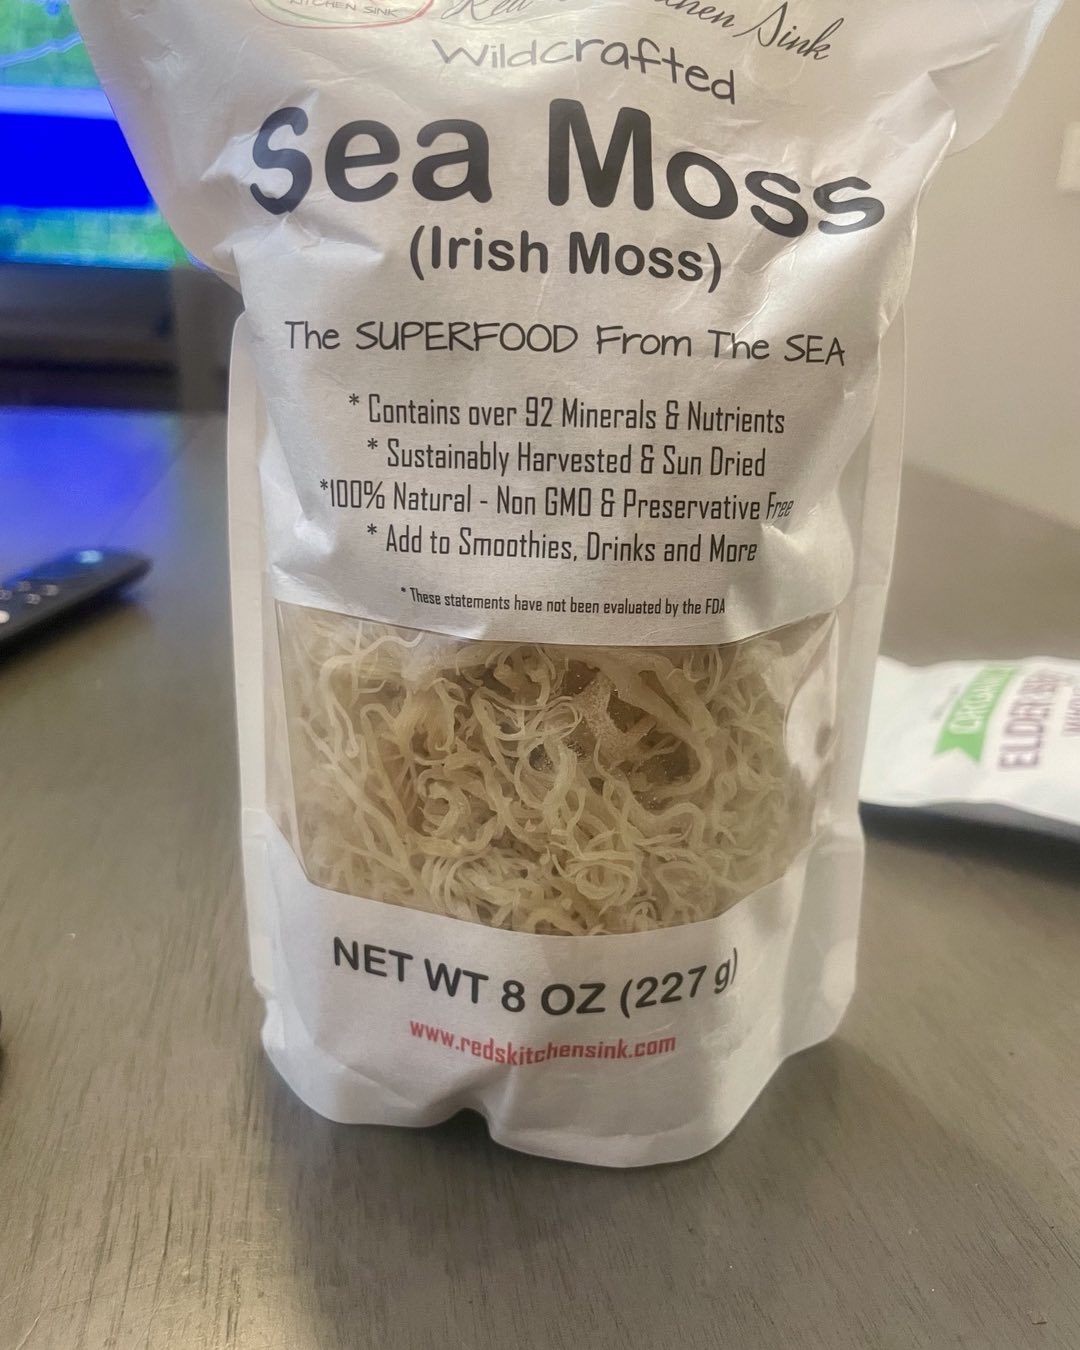 KITCHEN SINK
Red Kitchen Sink
Wildcrafted
Sea Moss
(Irish Moss)
The SUPERFOOD From The SEA
* Contains over 92 Minerals & Nutrients
* Sustainably Harvested & Sun Dried
*100% Natural - Non GMO & Preservative Free
* Add to Smoothies, Drinks and More
* These statements have not been evaluated by the FDA
NET WT 8 OZ (227 g)
www.redskitchensink.com
ORGANIC